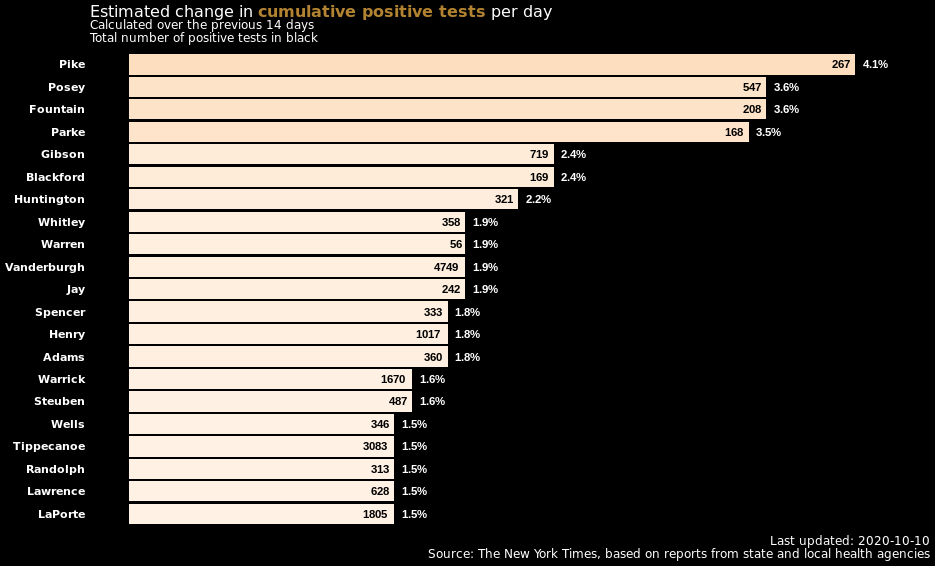 Estimated change in cumulative positive tests per day
Calculated over the previous 14 days
Total number of positive tests in black
Pike 267 4.1%
Posey 547 3.6%
Fountain 208 3.6%
Parke 168 3.5%
Gibson 719 2.4%
Blackford 169 2.4%
Huntington 321 2.2%
Whitley 358 1.9%
Warren 56 1.9%
Vanderburgh 4749 1.9%
Jay 242 1.9%
Spencer 333 1.8%
Henry 1017 1.8%
Adams 360 1.8%
Warrick 1670 1.6%
Steuben 487 1.6%
Wells 346 1.5%
Tippecanoe 3083 1.5%
Randolph 313 1.5%
Lawrence 628 1.5%
LaPorte 1805 1.5%
Last updated: 2020-10-10
Source: The New York Times, based on reports from state and local health agencies